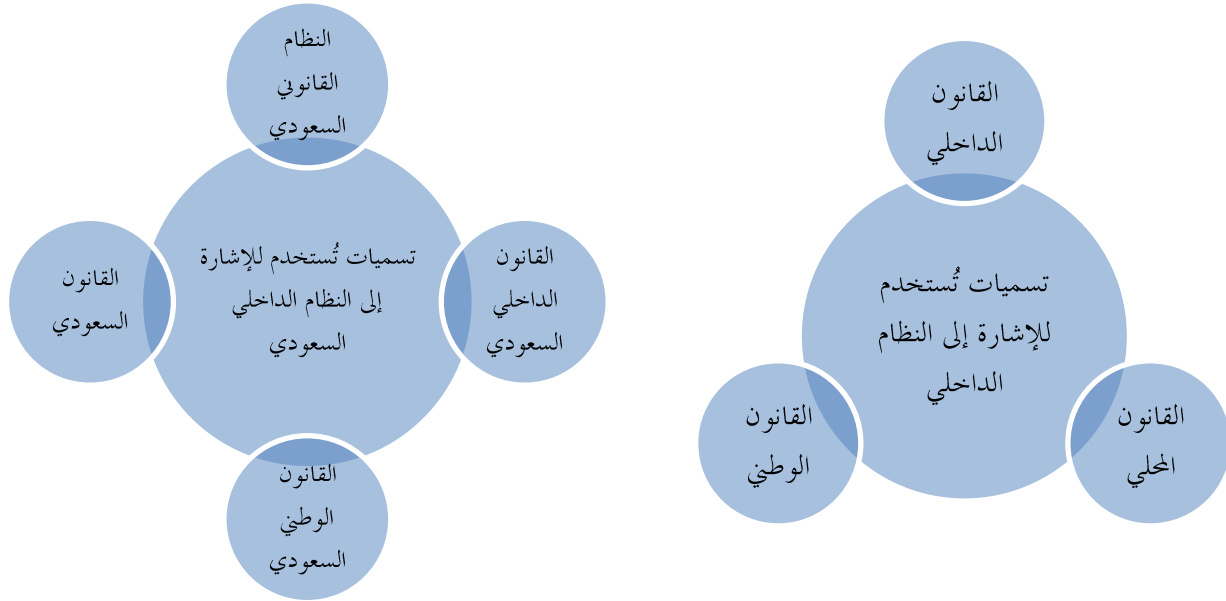 القانون
الداخلي
تسميات تُستخدم
للإشارة إلى النظام
الداخلي
القانون
المحلي
القانون
الوطني
النظام
القانوني
السعودي
تسميات تُستخدم للإشارة
إلى النظام الداخلي
السعودي
القانون
الداخلي
السعودي
القانون
الوطني
السعودي
القانون
السعودي